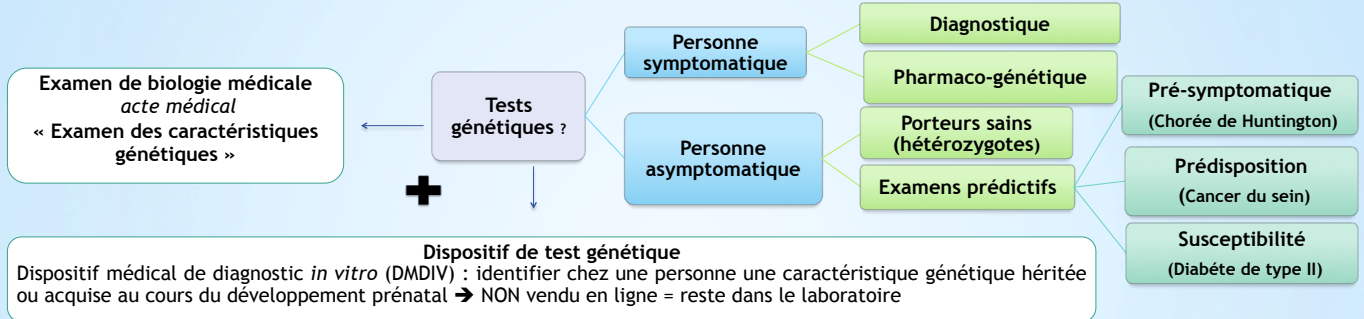 Examen de biologie médicale
acte médical
« Examen des caractéristiques
génétiques »
Tests
génétiques ?
Personne
symptomatique
Diagnostique
Pharmaco-génétique
Personne
asymptomatique
Porteurs sains
(hétérozygotes)
Examens prédictifs
Pré-symptomatique
(Chorée de Huntington)
Prédisposition
(Cancer du sein)
Susceptibilité
(Diabéte de type II)
Dispositif de test génétique
Dispositif médical de diagnostic in vitro (DMDIV) : identifier chez une personne une caractéristique génétique héritée
ou acquise au cours du développement prénatal ➔ NON vendu en ligne = reste dans le laboratoire